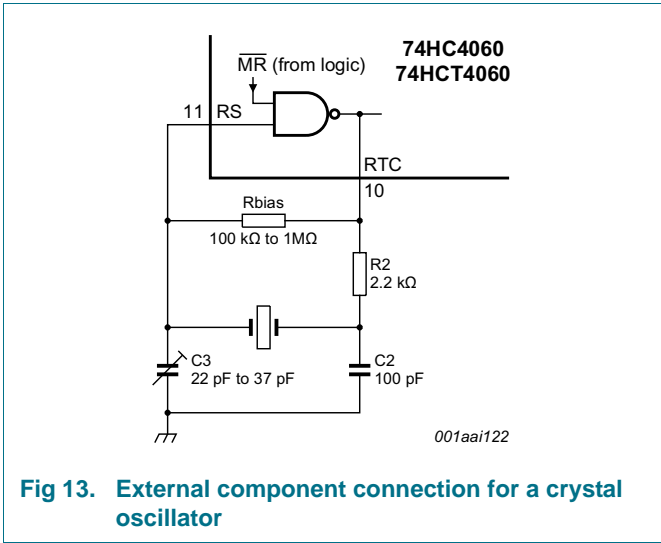 74HC4060
74HCT4060
MR (from logic)
11 RS
RTC
10
Rbias
100 kΩ to 1MΩ
R2
2.2 kΩ
C3
22 pF to 37 pF
C2
100 pF
001aai122
Fig 13. External component connection for a crystal
oscillator